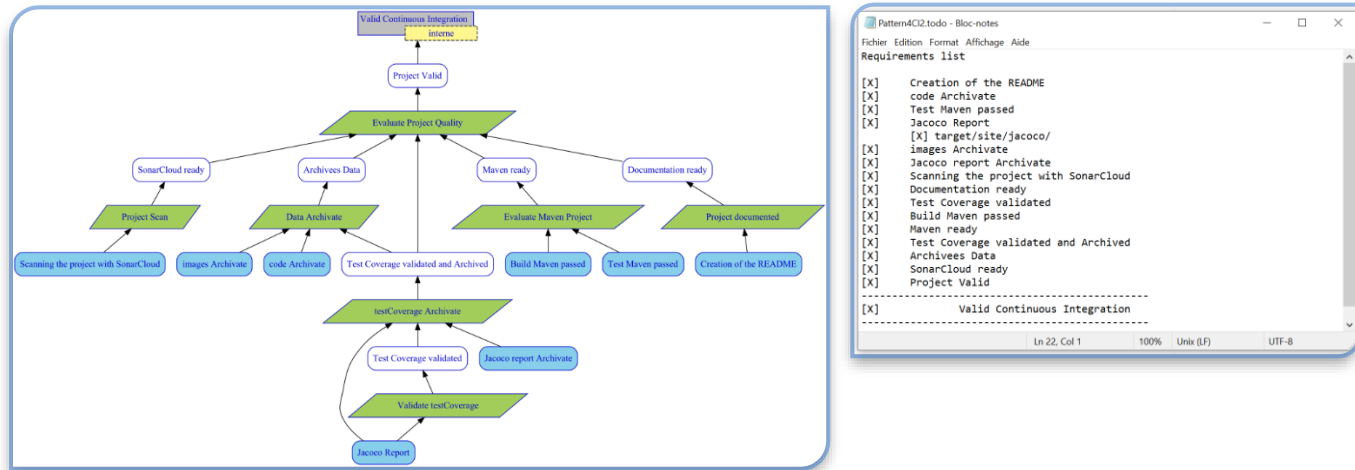 Valid Continuous Integration
interne
Project Valid
Evaluate Project Quality
SonarCloud ready
Archivees Data
Maven ready
Documentation ready
Project Scan
Data Archivate
Evaluate Maven Project
Project documented
Scanning the project with SonarCloud
images Archivate
code Archivate
Test Coverage validated and Archived
Build Maven passed
Test Maven passed
Creation of the README
testCoverage Archivate
Test Coverage validated
Jacoco report Archivate
Validate testCoverage
Jacoco Report
Pattern4CI2.todo - Bloc-notes
Fichier Edition Format Affichage Aide
Requirements list
[X] Creation of the README
[X] code Archivate
[X] Test Maven passed
[X] Jacoco Report
[X] target/site/jacoco/
[X] images Archivate
[X] Jacoco report Archivate
[X] Scanning the project with SonarCloud
[X] Documentation ready
[X] Test Coverage validated
[X] Build Maven passed
[X] Maven ready
[X] Test Coverage validated and Archived
[X] Archivees Data
[X] SonarCloud ready
[X] Project Valid
------------------------------------------------
[X] Valid Continuous Integration
------------------------------------------------
Ln 22, Col 1 100% Unix (LF) UTF-8